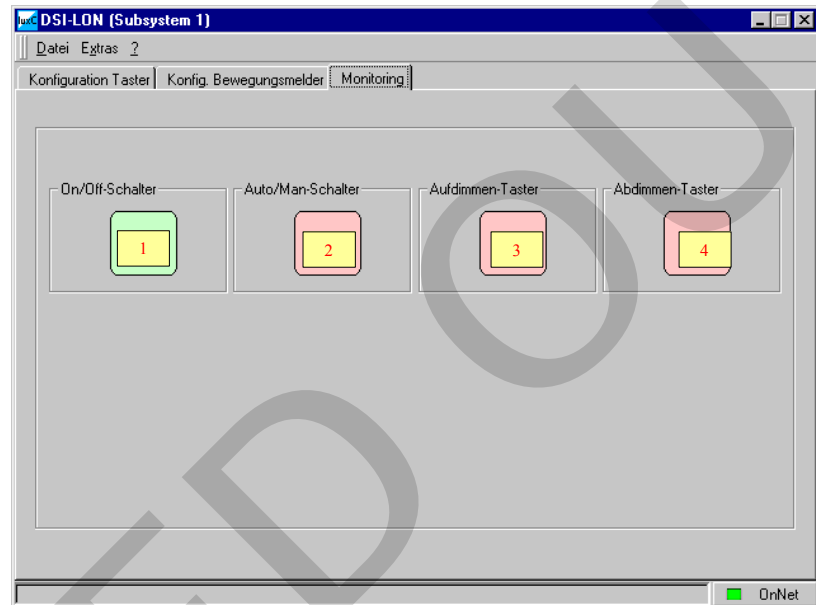 luxC DSI-LON (Subsystem 1)
Datei Extras ?
Konfiguration Taster Konfig. Bewegungsmelder Monitoring
On/Off-Schalter Auto/Man-Schalter Aufdimmen-Taster Abdimmen-Taster
1 2 3 4
OnNet